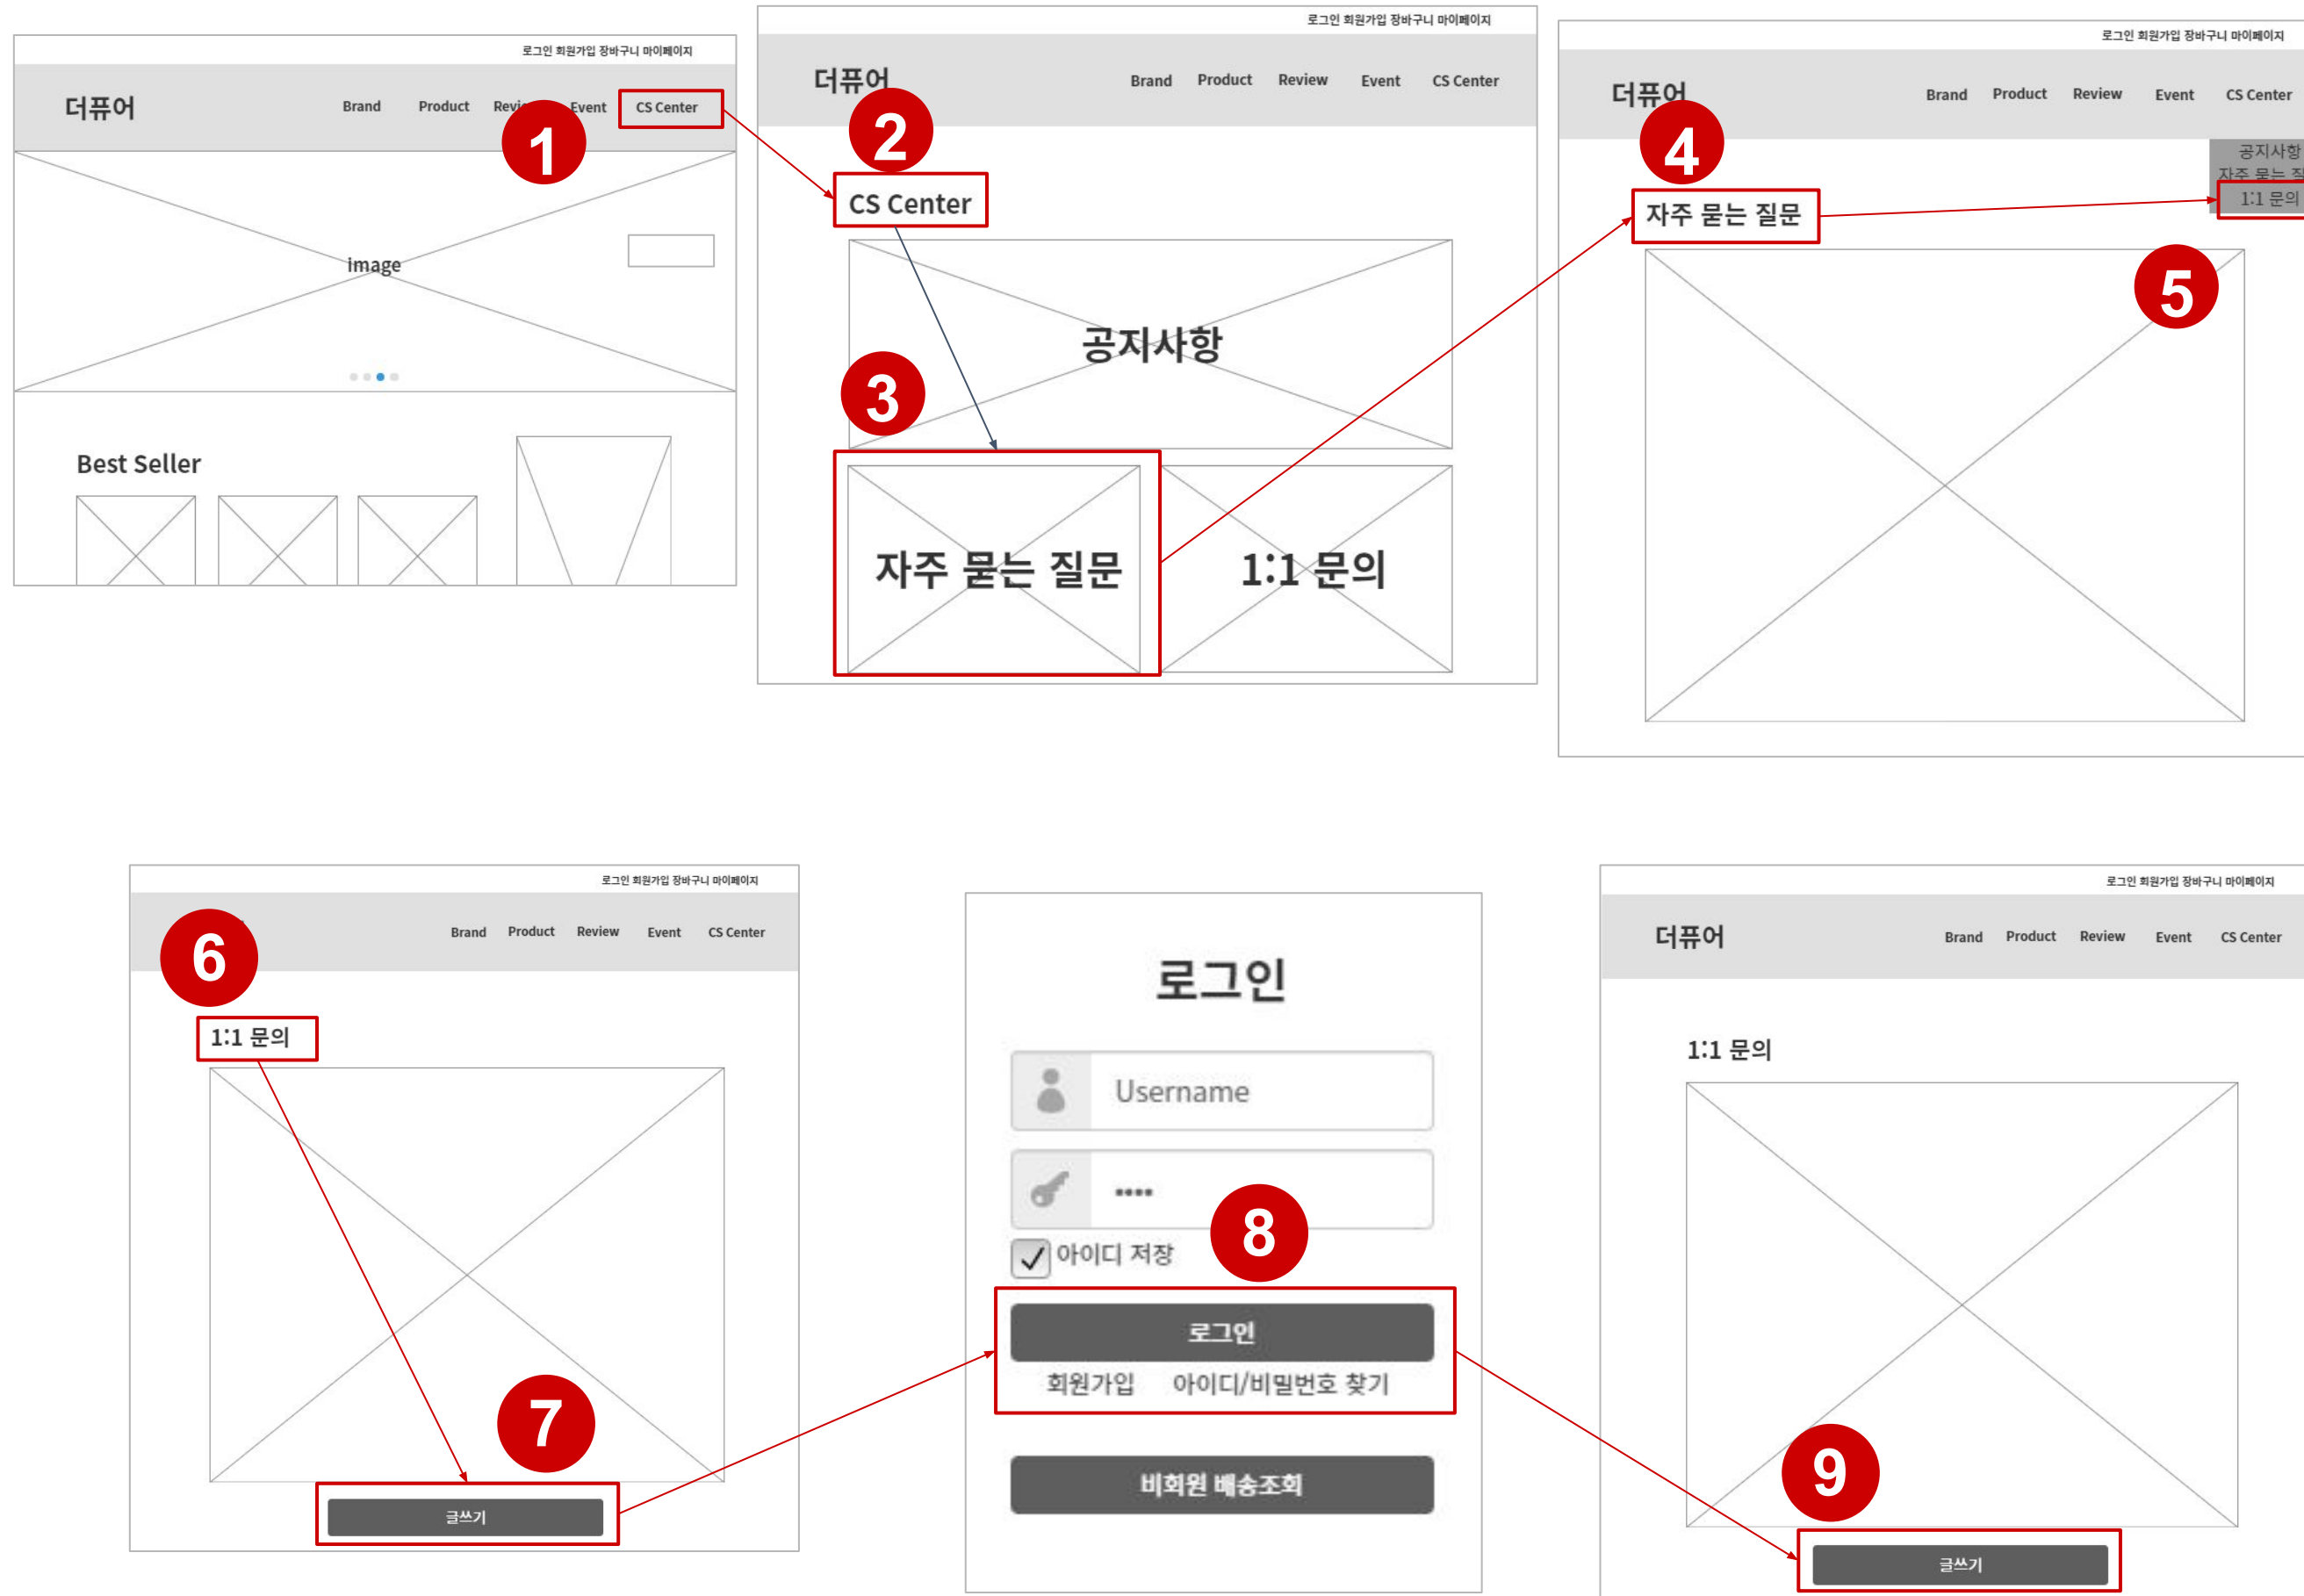 로그인 회원가입 장바구니 마이페이지
더퓨어
Brand Product Event CS Center
1
image
Best Seller
로그인 회원가입 장바구니 마이페이지
더퓨어
Brand Product Review Event CS Center
2
CS Center
공지사항
3
자주 묻는 질문
1:1 문의
로그인 회원가입 장바구니 마이페이지
더퓨어
Brand Product Review Event CS Center
4
공지사항
자주 묻는
1:1 문의
자주 묻는 질문
5
로그인 회원가입 장바구니 마이페이지
6
Brand Product Review Event CS Center
1:1 문의
7
글쓰기
로그인
Username
••••
아이디 저장
8
로그인
회원가입 아이디/비밀번호 찾기
비회원 배송조회
로그인 회원가입 장바구니 마이페이지
더퓨어
Brand Product Review Event CS Center
1:1 문의
9
글쓰기